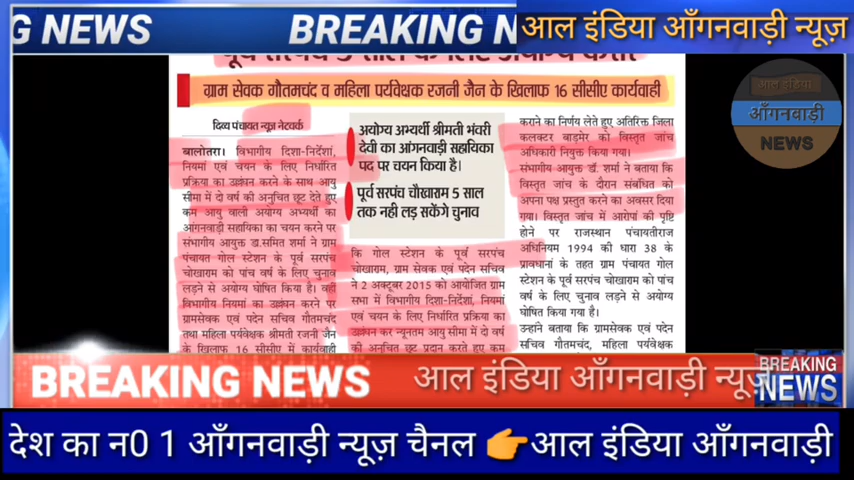 G NEWS
BREAKING N
आल इंडिया आँगनवाड़ी न्यूज़
पूर्व सरपंच 5 साल के लिए अयोग्य करार
ग्राम सेवक गौतमचंद व महिला पर्यवेक्षक रजनी जैन के खिलाफ 16 सीसीए कार्यवाही
आल इंडिया
आँगनवाड़ी
NEWS
दिव्य पंचायत न्यूज नेटवर्क
बालोतरा। विभागीय दिशा-निर्देशां,
नियमां एवं चयन के लिए निर्धारित
प्रक्रिया का उल्लंघन करने के साथ आयु
सीमा में दो वर्ष की अनुचित छूट देते हुए
कम आयु वाली अयोग्य अभ्यर्थी का
आंगनवाड़ी सहायिका का चयन करने पर
संभागीय आयुक्त डा.समित शर्मा ने ग्राम
पंचायत गोल स्टेशन के पूर्व सरपंच
चोखाराम को पांच वर्ष के लिए चुनाव
लड़ने से अयोग्य घोषित किया है। वहीं
विभागीय नियमां का उल्लंघन करने पर
ग्रामसेवक एवं पदेन सचिव गौतमचंद
तथा महिला पर्यवेक्षक श्रीमती रजनी जैन
के खिलाफ 16 सीसीए में कार्यवाही
अयोग्य अभ्यर्थी श्रीमती भंवरी
देवी का आंगनवाड़ी सहायिका
पद पर चयन किया है।
पूर्व सरपंच चौखाराम 5 साल
तक नही लड़ सकेंगे चुनाव
कि गोल स्टेशन के पूर्व सरपंच
चोखाराम, ग्राम सेवक एवं पदेन सचिव
ने 2 अक्टूबर 2015 को आयोजित ग्राम
सभा में विभागीय दिशा-निर्देशां, नियमां
एवं चयन के लिए निर्धारित प्रक्रिया का
उल्लंघन कर न्यूनतम आयु सीमा में दो वर्ष
की अनुचित छूट प्रदान करते हुए कम
कराने का निर्णय लेते हुए अतिरिक्त जिला
कलक्टर बाड़मेर को विस्तृत जांच
अधिकारी नियुक्त किया गया।
संभागीय आयुक्त डॉ. शर्मा ने बताया कि
विस्तृत जांच के दौरान संबंधित को
अपना पक्ष प्रस्तुत करने का अवसर दिया
गया। विस्तृत जांच में आरोपां की पृष्टि
होने पर राजस्थान पंचायतीराज
अधिनियम 1994 की धारा 38 के
प्रावधानां के तहत ग्राम पंचायत गोल
स्टेशन के पूर्व सरपंच चोखाराम को पांच
वर्ष के लिए चुनाव लड़ने से अयोग्य
घोषित किया गया है।
उन्हाने बताया कि ग्रामसेवक एवं पदेन
सचिव गौतमचंद, महिला पर्यवेक्षक
BREAKING NEWS
आल इंडिया आँगनवाड़ी न्यूज़
BREAKING
NEWS
देश का न0 1 आँगनवाड़ी न्यूज़ चैनल 👉आल इंडिया आँगनवाड़ी